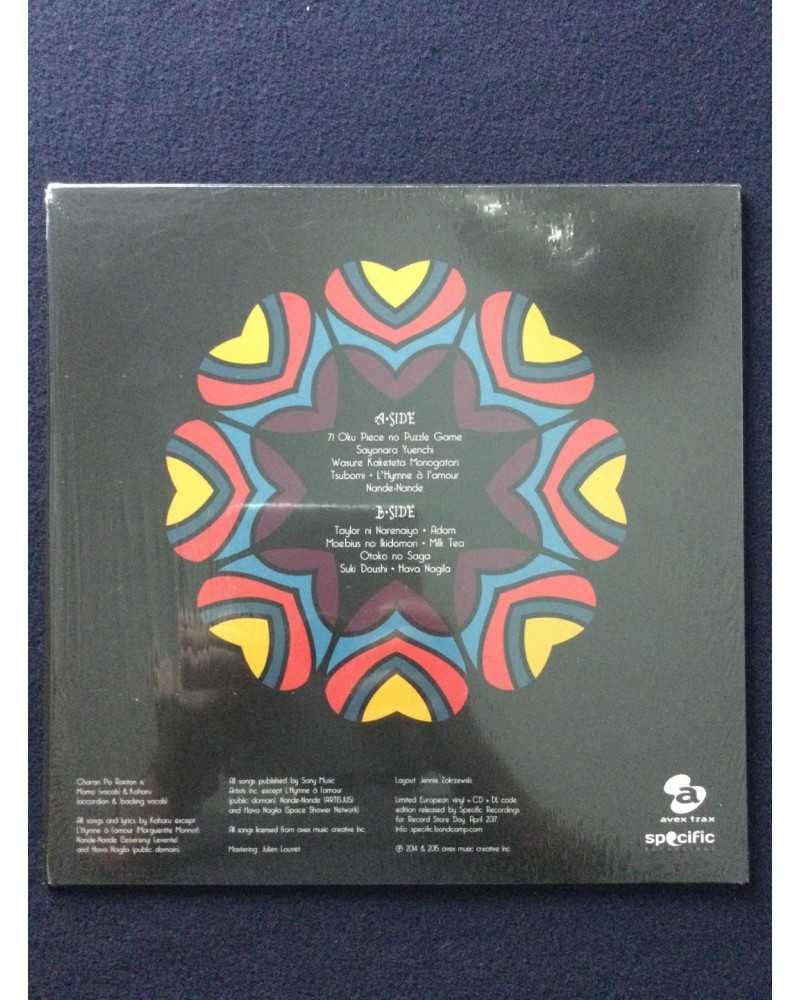 A•SIDE
71 Oku Piece no Puzzle Game
Sayonara Yuenchi
Wasure Kaketeta Monogatari
Tsubomi • L'Hymne à l'amour
Nande-Nande
B•SIDE
Taylor ni Narenaiyo • Adam
Moebius no Ikidomari • Milk Tea
Otoko no Saga
Suki Doushi • Hava Nagila
Charan Po Rantan is
Momo (vocals) & Koharu
(accordion & backing vocals)
All songs and lyrics by Koharu except
L'Hymne à l'amour (Marguerite Monnot)
Nande-Nande (Levente)
and Hava Nagila (public domain)
All songs published by Sony Music
Artists Inc. except L'Hymne à l'amour
(public domain), Nande-Nande (ARTISJUS)
and Hava Nagila (Space Shower Network)
All songs licensed from avex music creative Inc.
Mastering: Julien Louvet
Layout: Jennie Zakrzewski
Limited European vinyl + CD + DL code
edition released by Specific Recordings
for Record Store Day, April 2017.
Info: specific.bandcamp.com
℗ 2014 & 2015 avex music creative Inc.
a
avex trax
specific
RECORDINGS